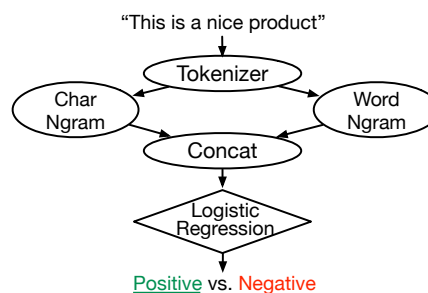 “This is a nice product”
Tokenizer
Char
Ngram
Word
Ngram
Concat
Logistic
Regression
Positive vs. Negative